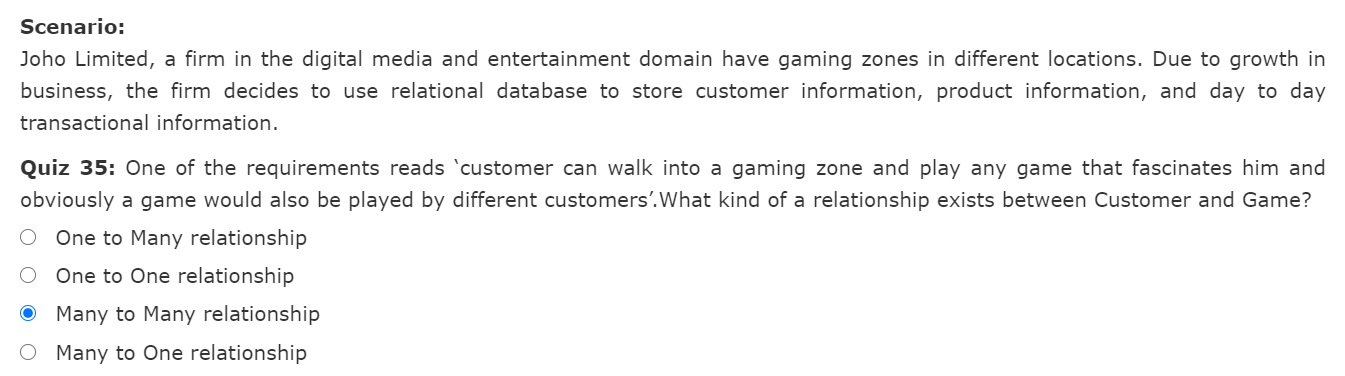 Scenario:
Joho Limited, a firm in the digital media and entertainment domain have gaming zones in different locations. Due to growth in
business, the firm decides to use relational database to store customer information, product information, and day to day
transactional information.
Quiz 35: One of the requirements reads ‘customer can walk into a gaming zone and play any game that fascinates him and
obviously a game would also be played by different customers’.What kind of a relationship exists between Customer and Game?
One to Many relationship
One to One relationship
Many to Many relationship
Many to One relationship